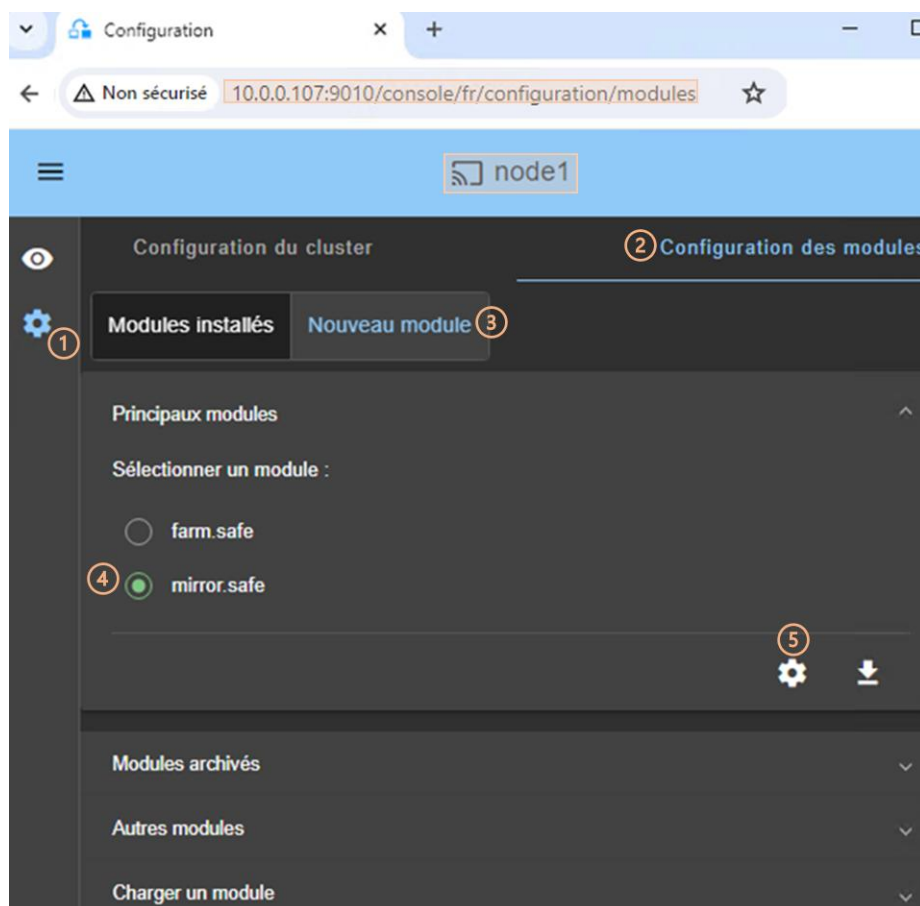 Configuration
Non sécurisé 10.0.0.107:9010/console/fr/configuration/modules
node1
Configuration du cluster
2 Configuration des modules
1
Modules installés Nouveau module 3
Principaux modules
Sélectionner un module :
farm.safe
4 mirror.safe
5
Modules archivés
Autres modules
Charger un module